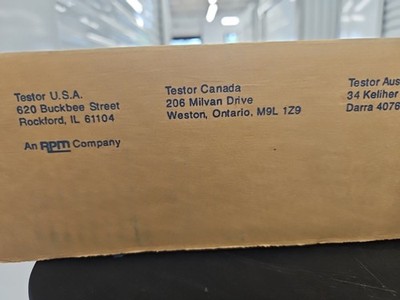 Testor U.S.A.
620 Buckbee Street
Rockford, IL 61104
An RPM Company
Testor Canada
206 Milvan Drive
Weston, Ontario, M9L 1Z9
Testor Aus
34 Keliher
Darra 4076